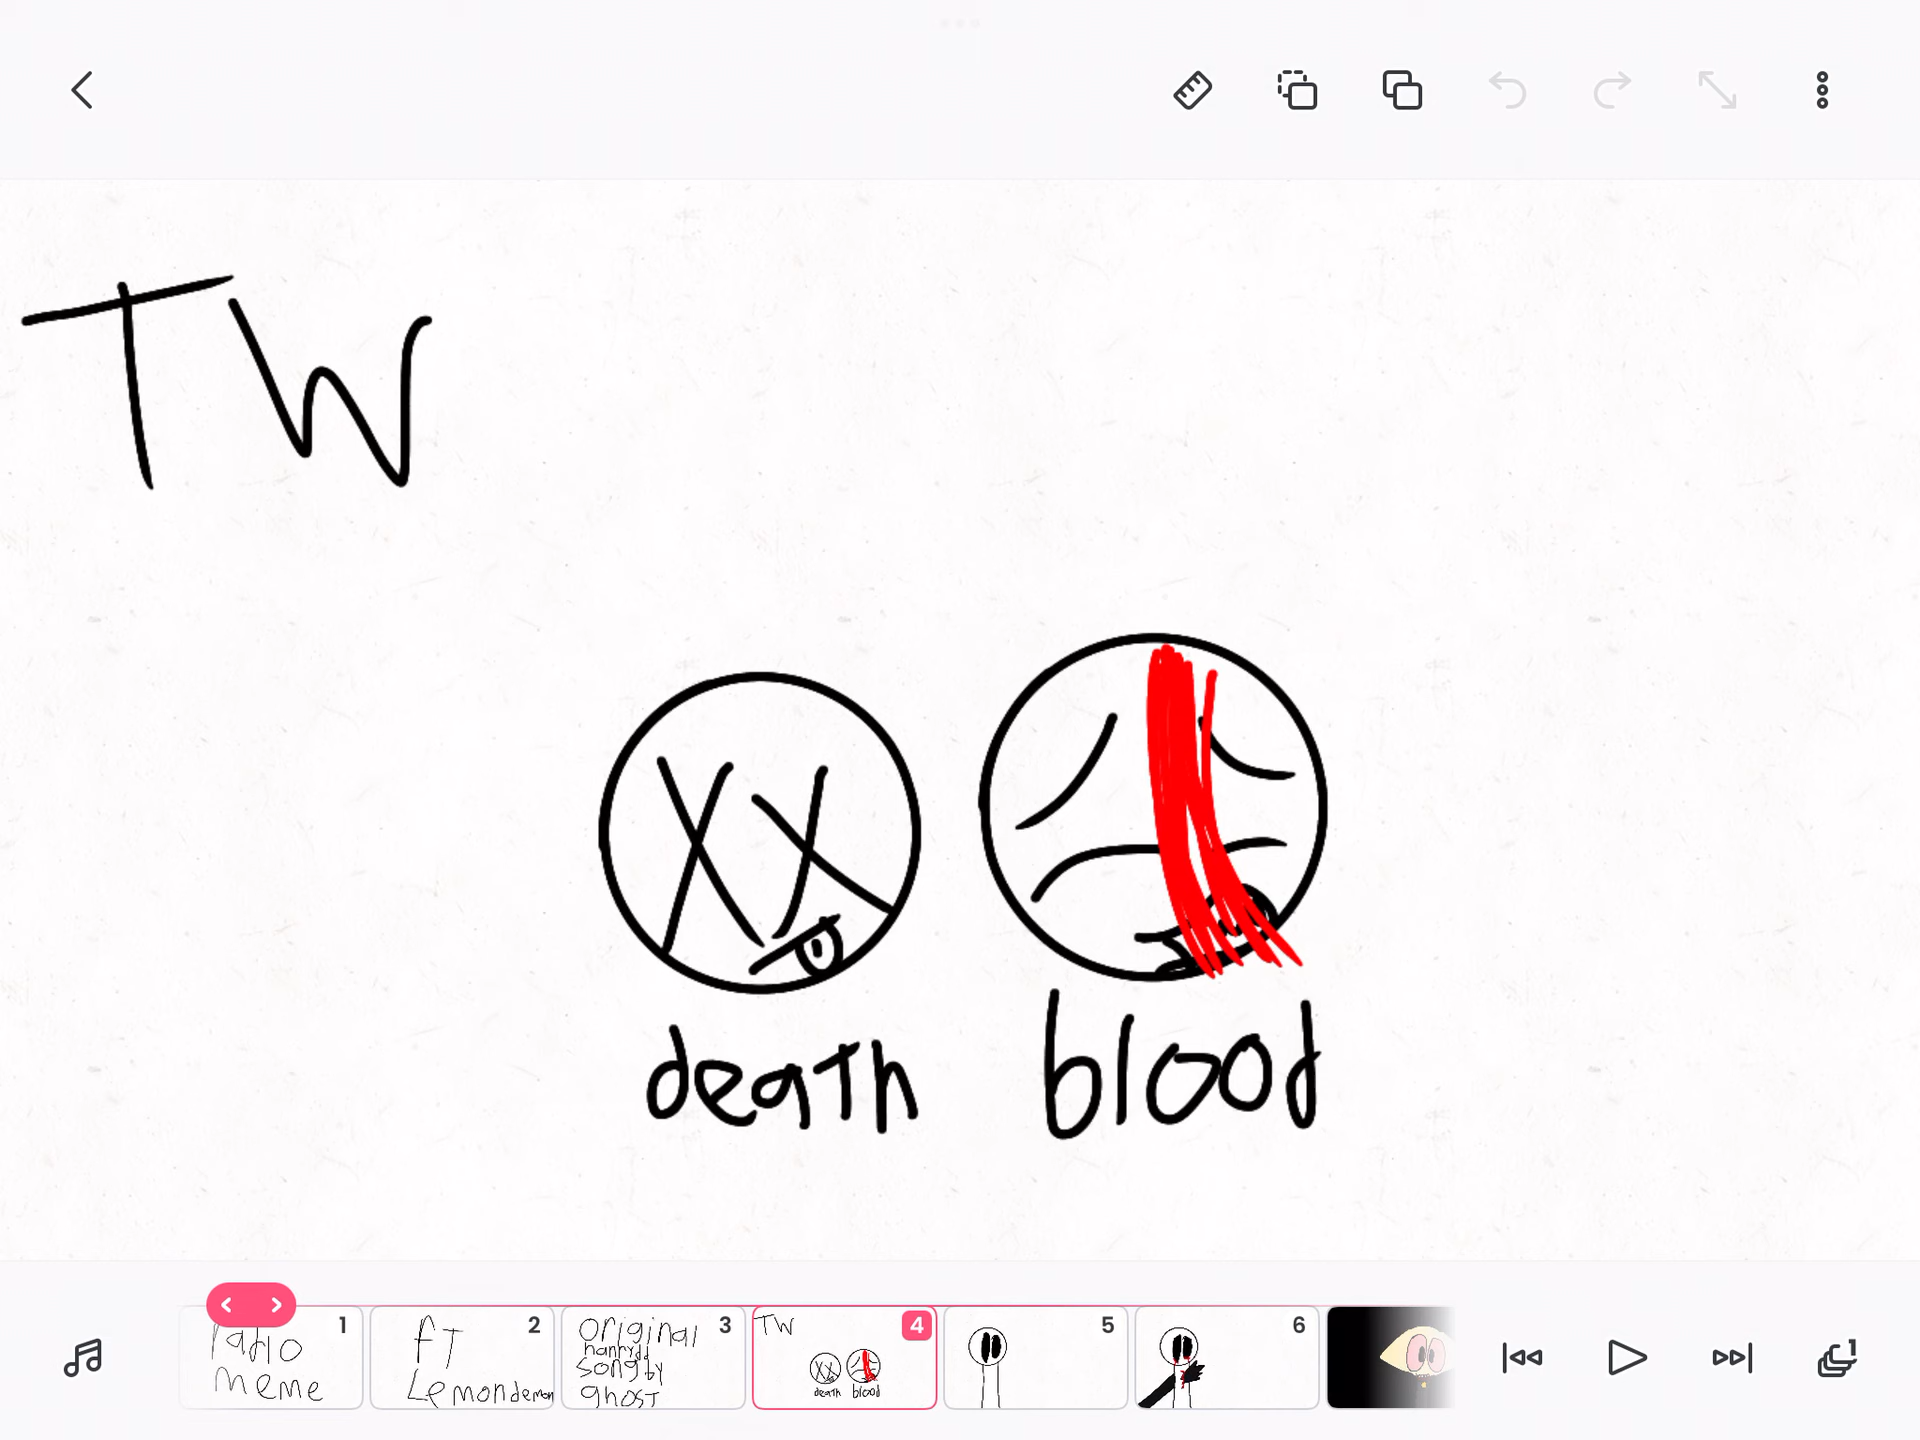 TW
death
blood
1
radio
meme
2
fT
Lemondemon
3
original
song by
ghost
4
TW
death
blood
5
6